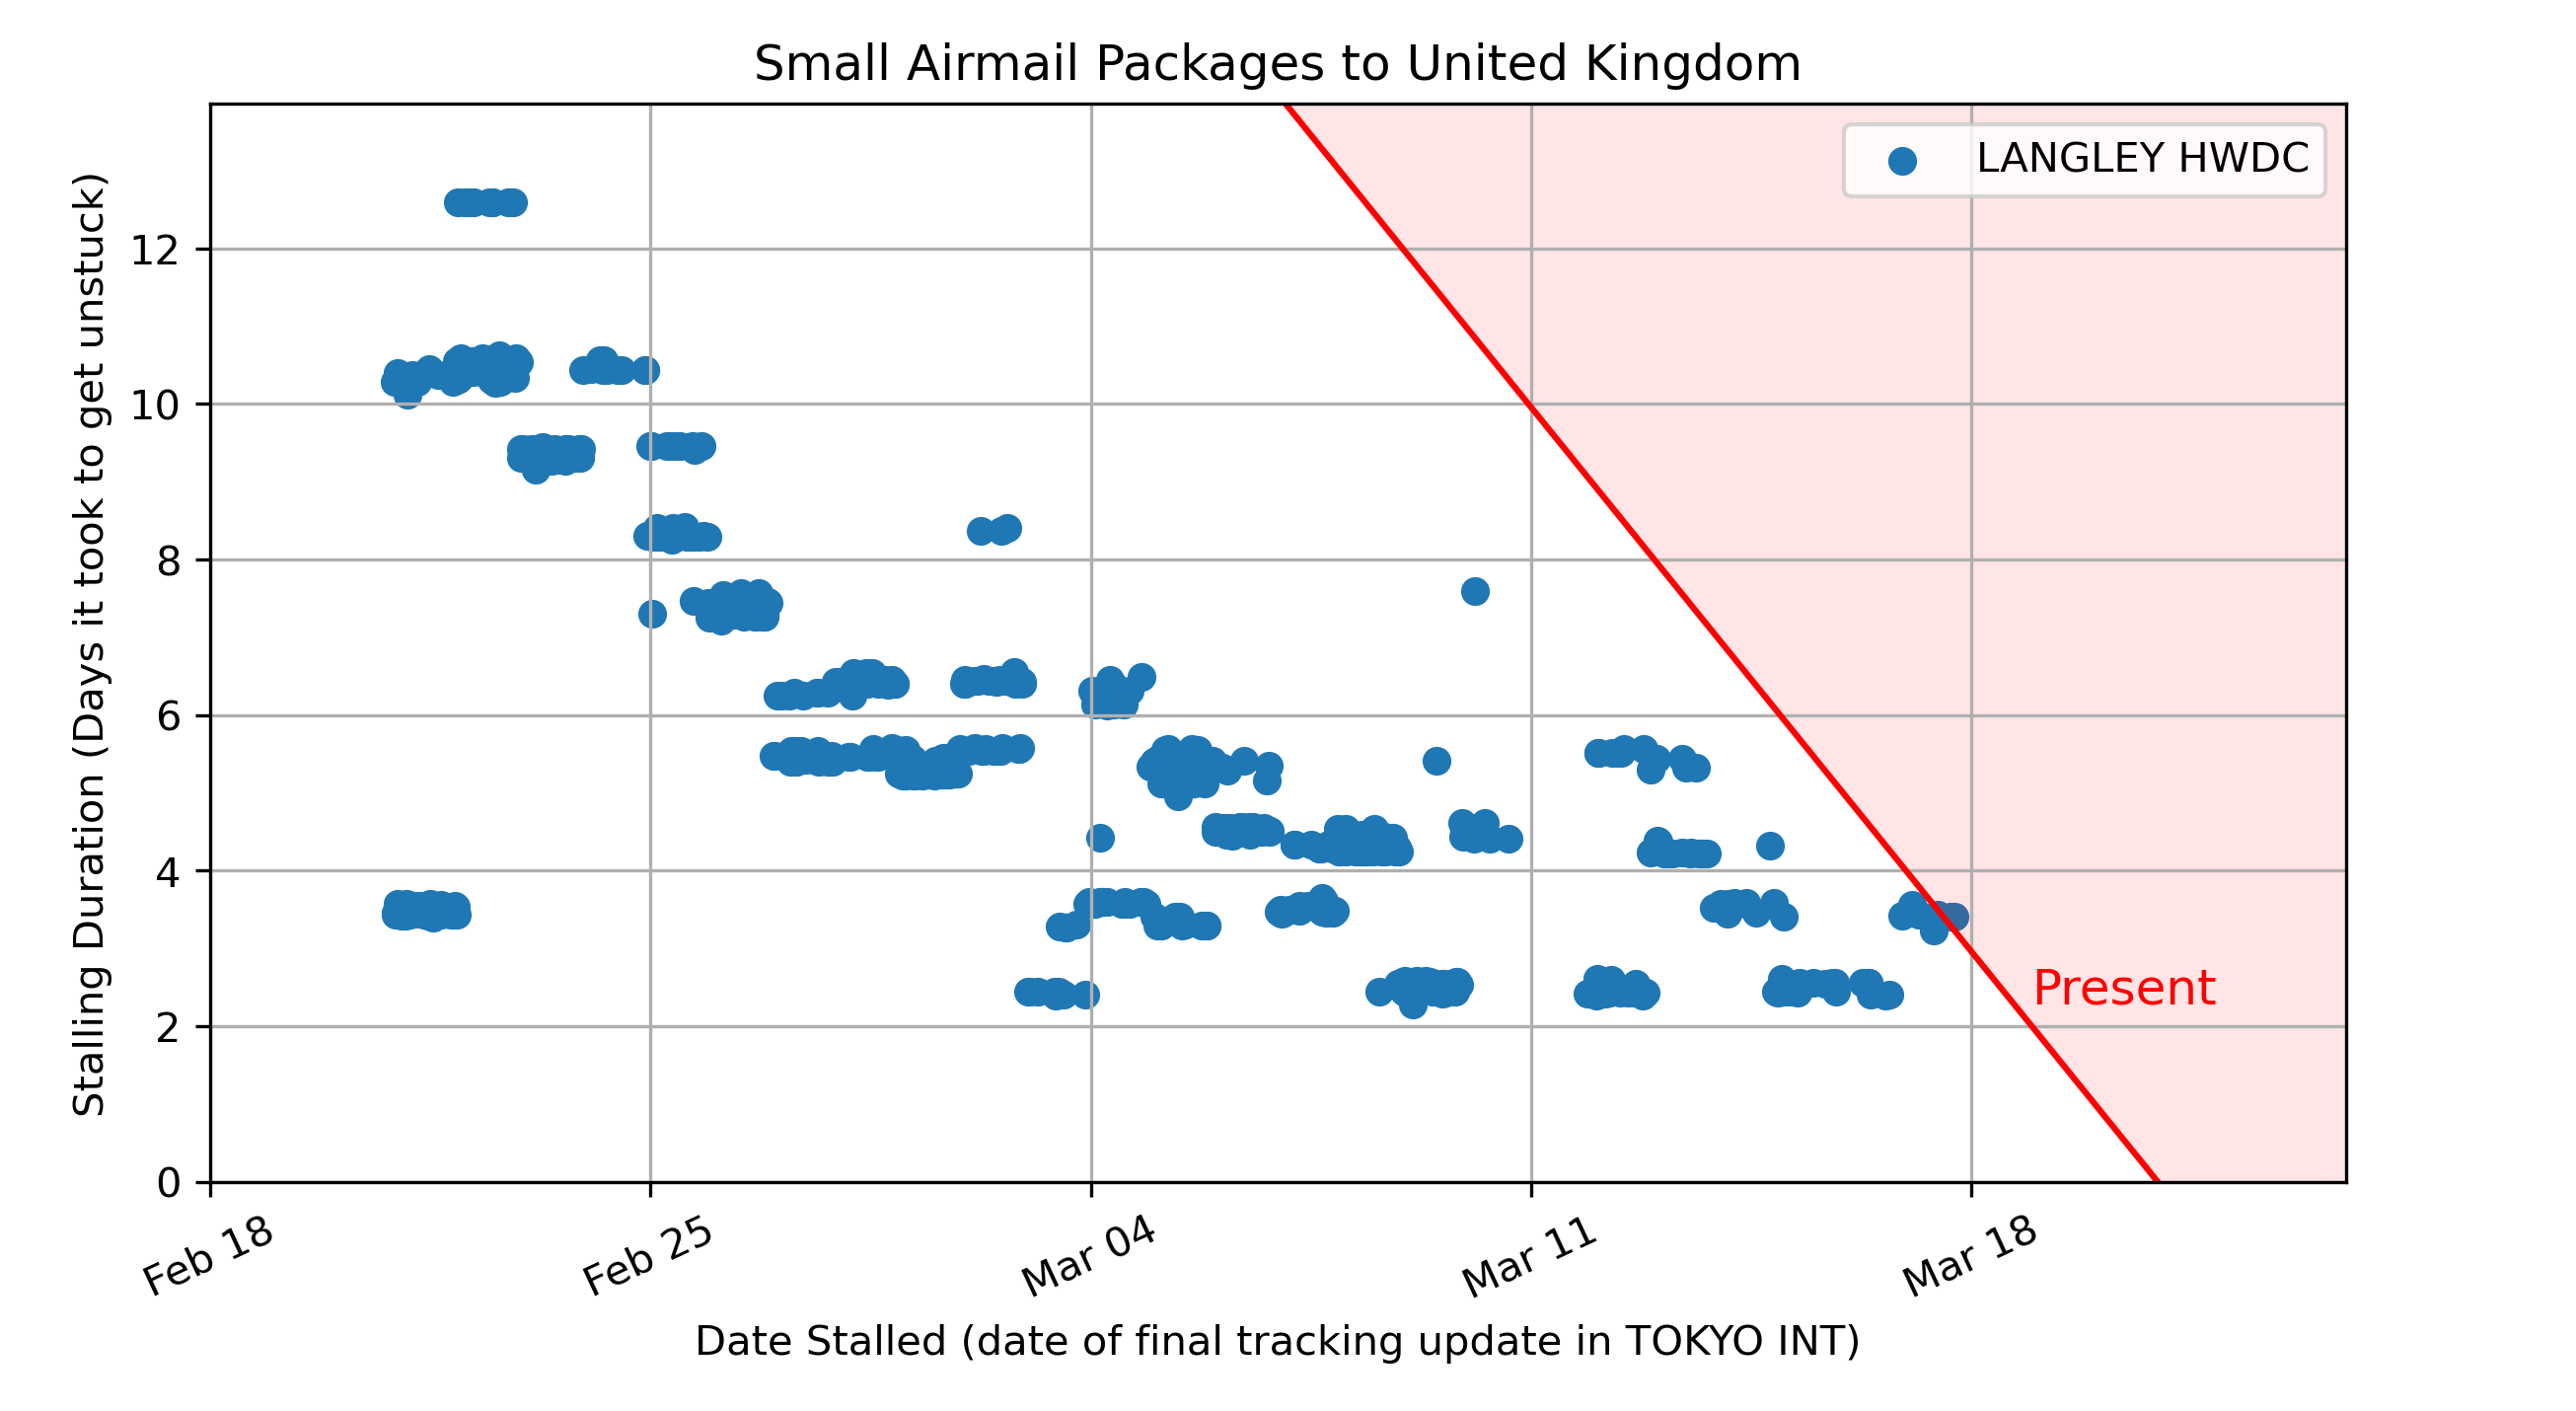 Small Airmail Packages to United Kingdom
LANGLEY HWDC
Stalling Duration (Days it took to get unstuck)
12
10
8
6
4
2
0
Present
Feb 18
Feb 25
Mar 04
Mar 11
Mar 18
Date Stalled (date of final tracking update in TOKYO INT)